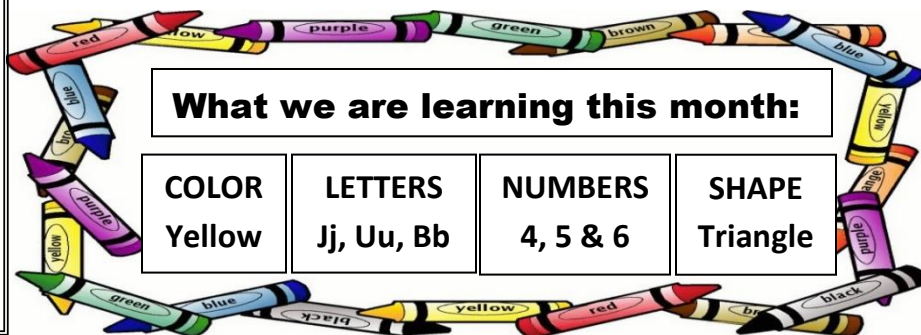 red
yellow
purple
green
brown
blue
What we are learning this month:
blue
yellow
COLOR
Yellow
LETTERS
Jj, Uu, Bb
NUMBERS
4, 5 & 6
SHAPE
Triangle
purple
purple
yellow
green
blue
black
yellow
red
black